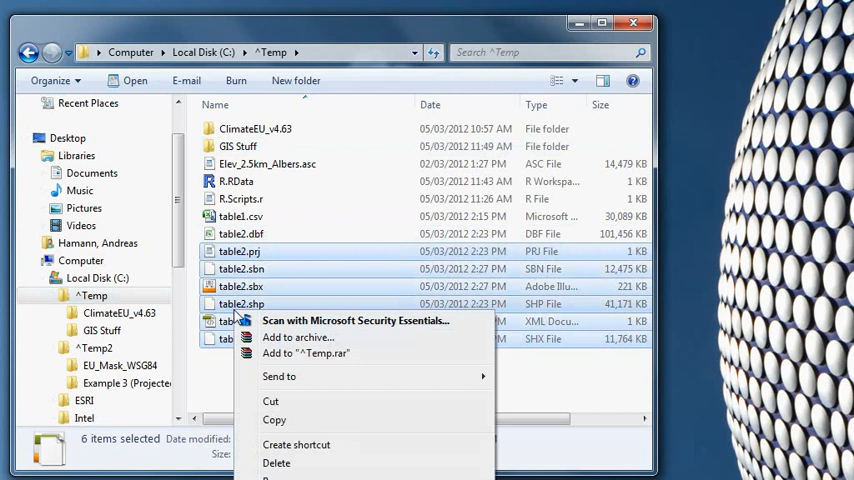 Computer ▸ Local Disk (C:) ▸ ^Temp ▸
Search ^Temp
Organize ▾ Open E-mail Burn New folder
Recent Places
Desktop
Libraries
Documents
Music
Pictures
Videos
Hamann, Andreas
Computer
Local Disk (C:)
^Temp
ClimateEU_v4.63
GIS Stuff
^Temp2
EU_Mask_WSG84
Example 3 (Projecte
ESRI
Intel
Name Date Type Size
ClimateEU_v4.63 05/03/2012 10:57 AM File folder
GIS Stuff 05/03/2012 11:46 AM File folder
Elev_2.5km_Albers.asc 02/03/2012 1:27 PM ASC File 14,479 KB
R.RData 05/03/2012 11:43 AM R Workspa... 1 KB
R.Scripts.r 05/03/2012 11:26 AM R File 1 KB
table1.csv 05/03/2012 2:15 PM Microsoft ... 30,089 KB
table2.dbf 05/03/2012 2:23 PM DBF File 101,456 KB
table2.prj 05/03/2012 2:23 PM PRJ File 1 KB
table2.sbn 05/03/2012 2:23 PM SBN File 12,475 KB
table2.sbx 05/03/2012 2:23 PM Adobe Illu... 221 KB
table2.shp 05/03/2012 2:23 PM SHP File 41,171 KB
tab XML Docu... 1 KB
tab SHX File 11,764 KB
Scan with Microsoft Security Essentials...
Add to archive...
Add to "^Temp.rar"
Send to
Cut
Copy
Create shortcut
Delete
6 items selected Date modified:
Size: